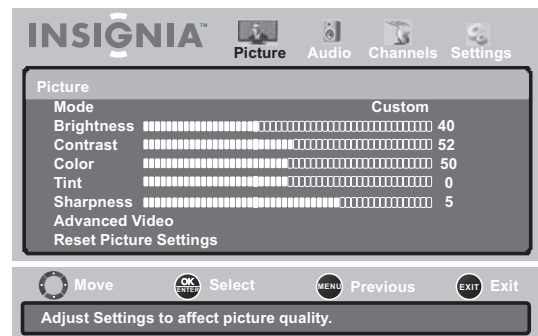 INSIGNIA™
Picture Audio Channels Settings
Picture
Mode Custom
Brightness 40
Contrast 52
Color 50
Tint 0
Sharpness 5
Advanced Video
Reset Picture Settings
Move OK ENTER Select MENU Previous EXIT Exit
Adjust Settings to affect picture quality.